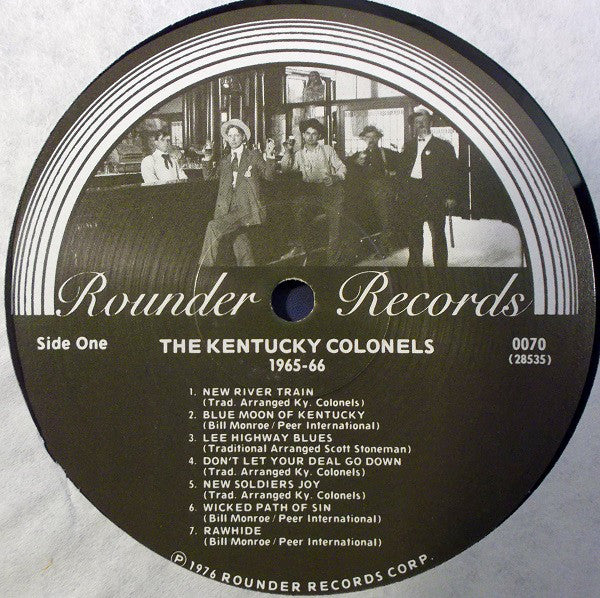 Rounder Records
Side One
THE KENTUCKY COLONELS
0070
1965-66
(28535)
1. NEW RIVER TRAIN
(Trad. Arranged Ky. Colonels)
2. BLUE MOON OF KENTUCKY
(Bill Monroe/Peer International)
3. LEE HIGHWAY BLUES
(Traditional Arranged Scott Stoneman)
4. DON'T LET YOUR DEAL GO DOWN
(Trad. Arranged Ky. Colonels)
5. NEW SOLDIERS JOY
(Trad. Arranged Ky. Colonels)
6. WICKED PATH OF SIN
(Bill Monroe/Peer International)
7. RAWHIDE
(Bill Monroe/Peer International)
Ⓟ 1976 ROUNDER RECORDS CORP.